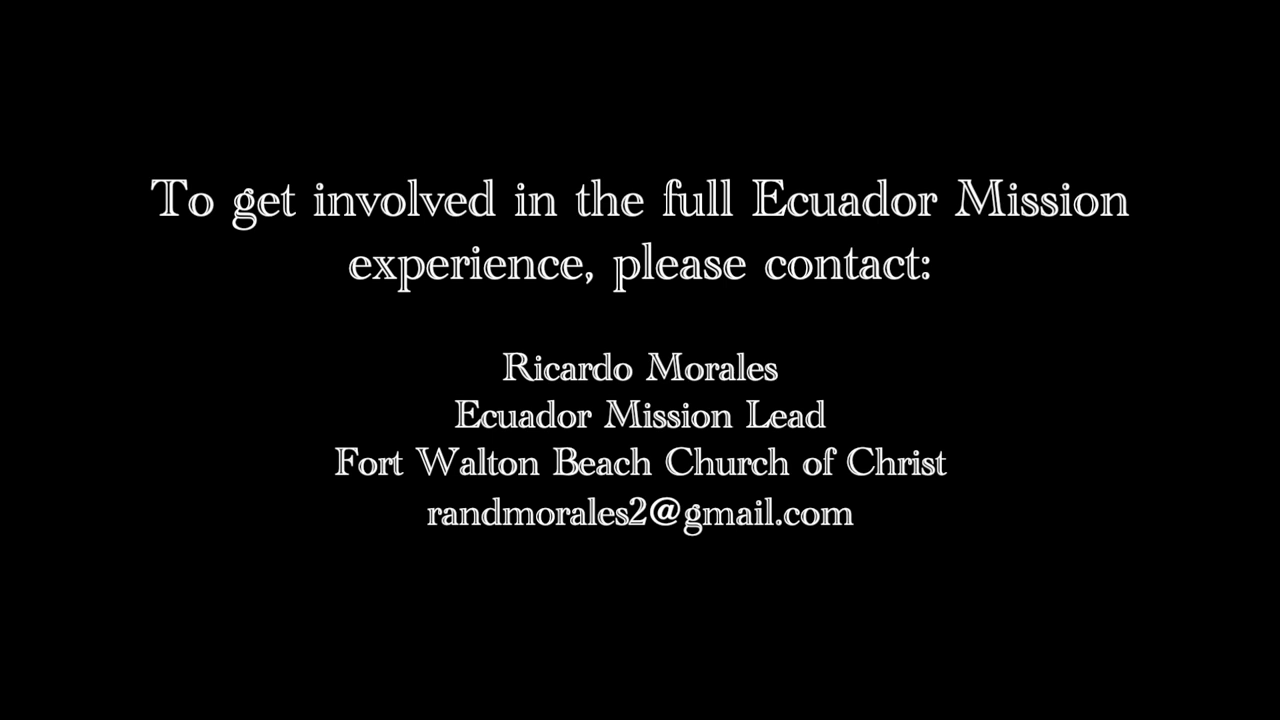 To get involved in the full Ecuador Mission
experience, please contact:
Ricardo Morales
Ecuador Mission Lead
Fort Walton Beach Church of Christ
randmorales2@gmail.com